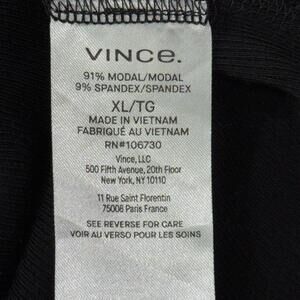 VINCE.
91% MODAL/MODAL
9% SPANDEX/SPANDEX
XL/TG
MADE IN VIETNAM
FABRIQUÉ AU VIETNAM
RN#106730
Vince, LLC
500 Fifth Avenue, 20th Floor
New York, NY 10110
11 Rue Saint Florentin
75008 Paris France
SEE REVERSE FOR CARE
VOIR AU VERSO POUR LES SOINS